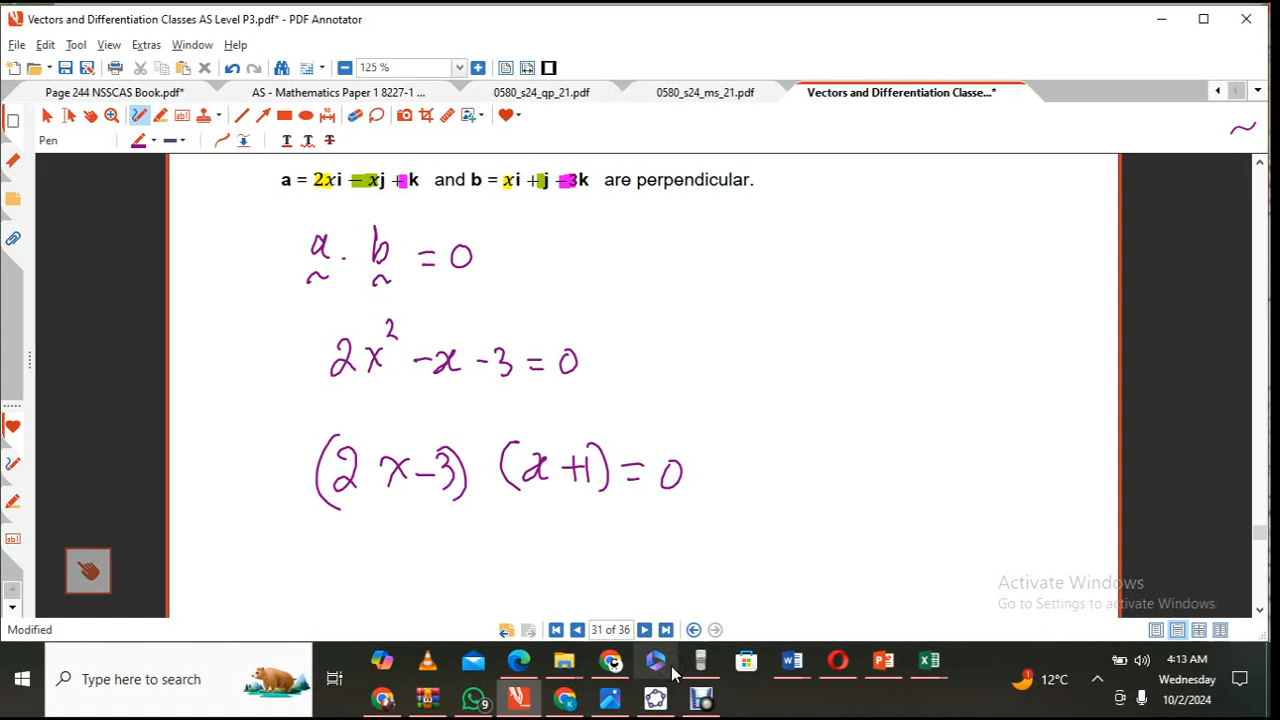 Vectors and Differentiation Classes AS Level P3.pdf* - PDF Annotator
File Edit Tool View Extras Window Help
125 %
Page 244 NSSCAS Book.pdf* AS - Mathematics Paper 1 8227-1 ... 0580_s24_qp_21.pdf 0580_s24_ms_21.pdf Vectors and Differentiation Classe...*
Pen
a = 2xi − xj + k and b = xi + j − 3k are perpendicular.
a . b = 0
2x² - x - 3 = 0
(2x - 3) (x + 1) = 0
Activate Windows
Go to Settings to activate Windows.
Modified 31 of 36
Type here to search
9
12°C
4:13 AM
Wednesday
10/2/2024